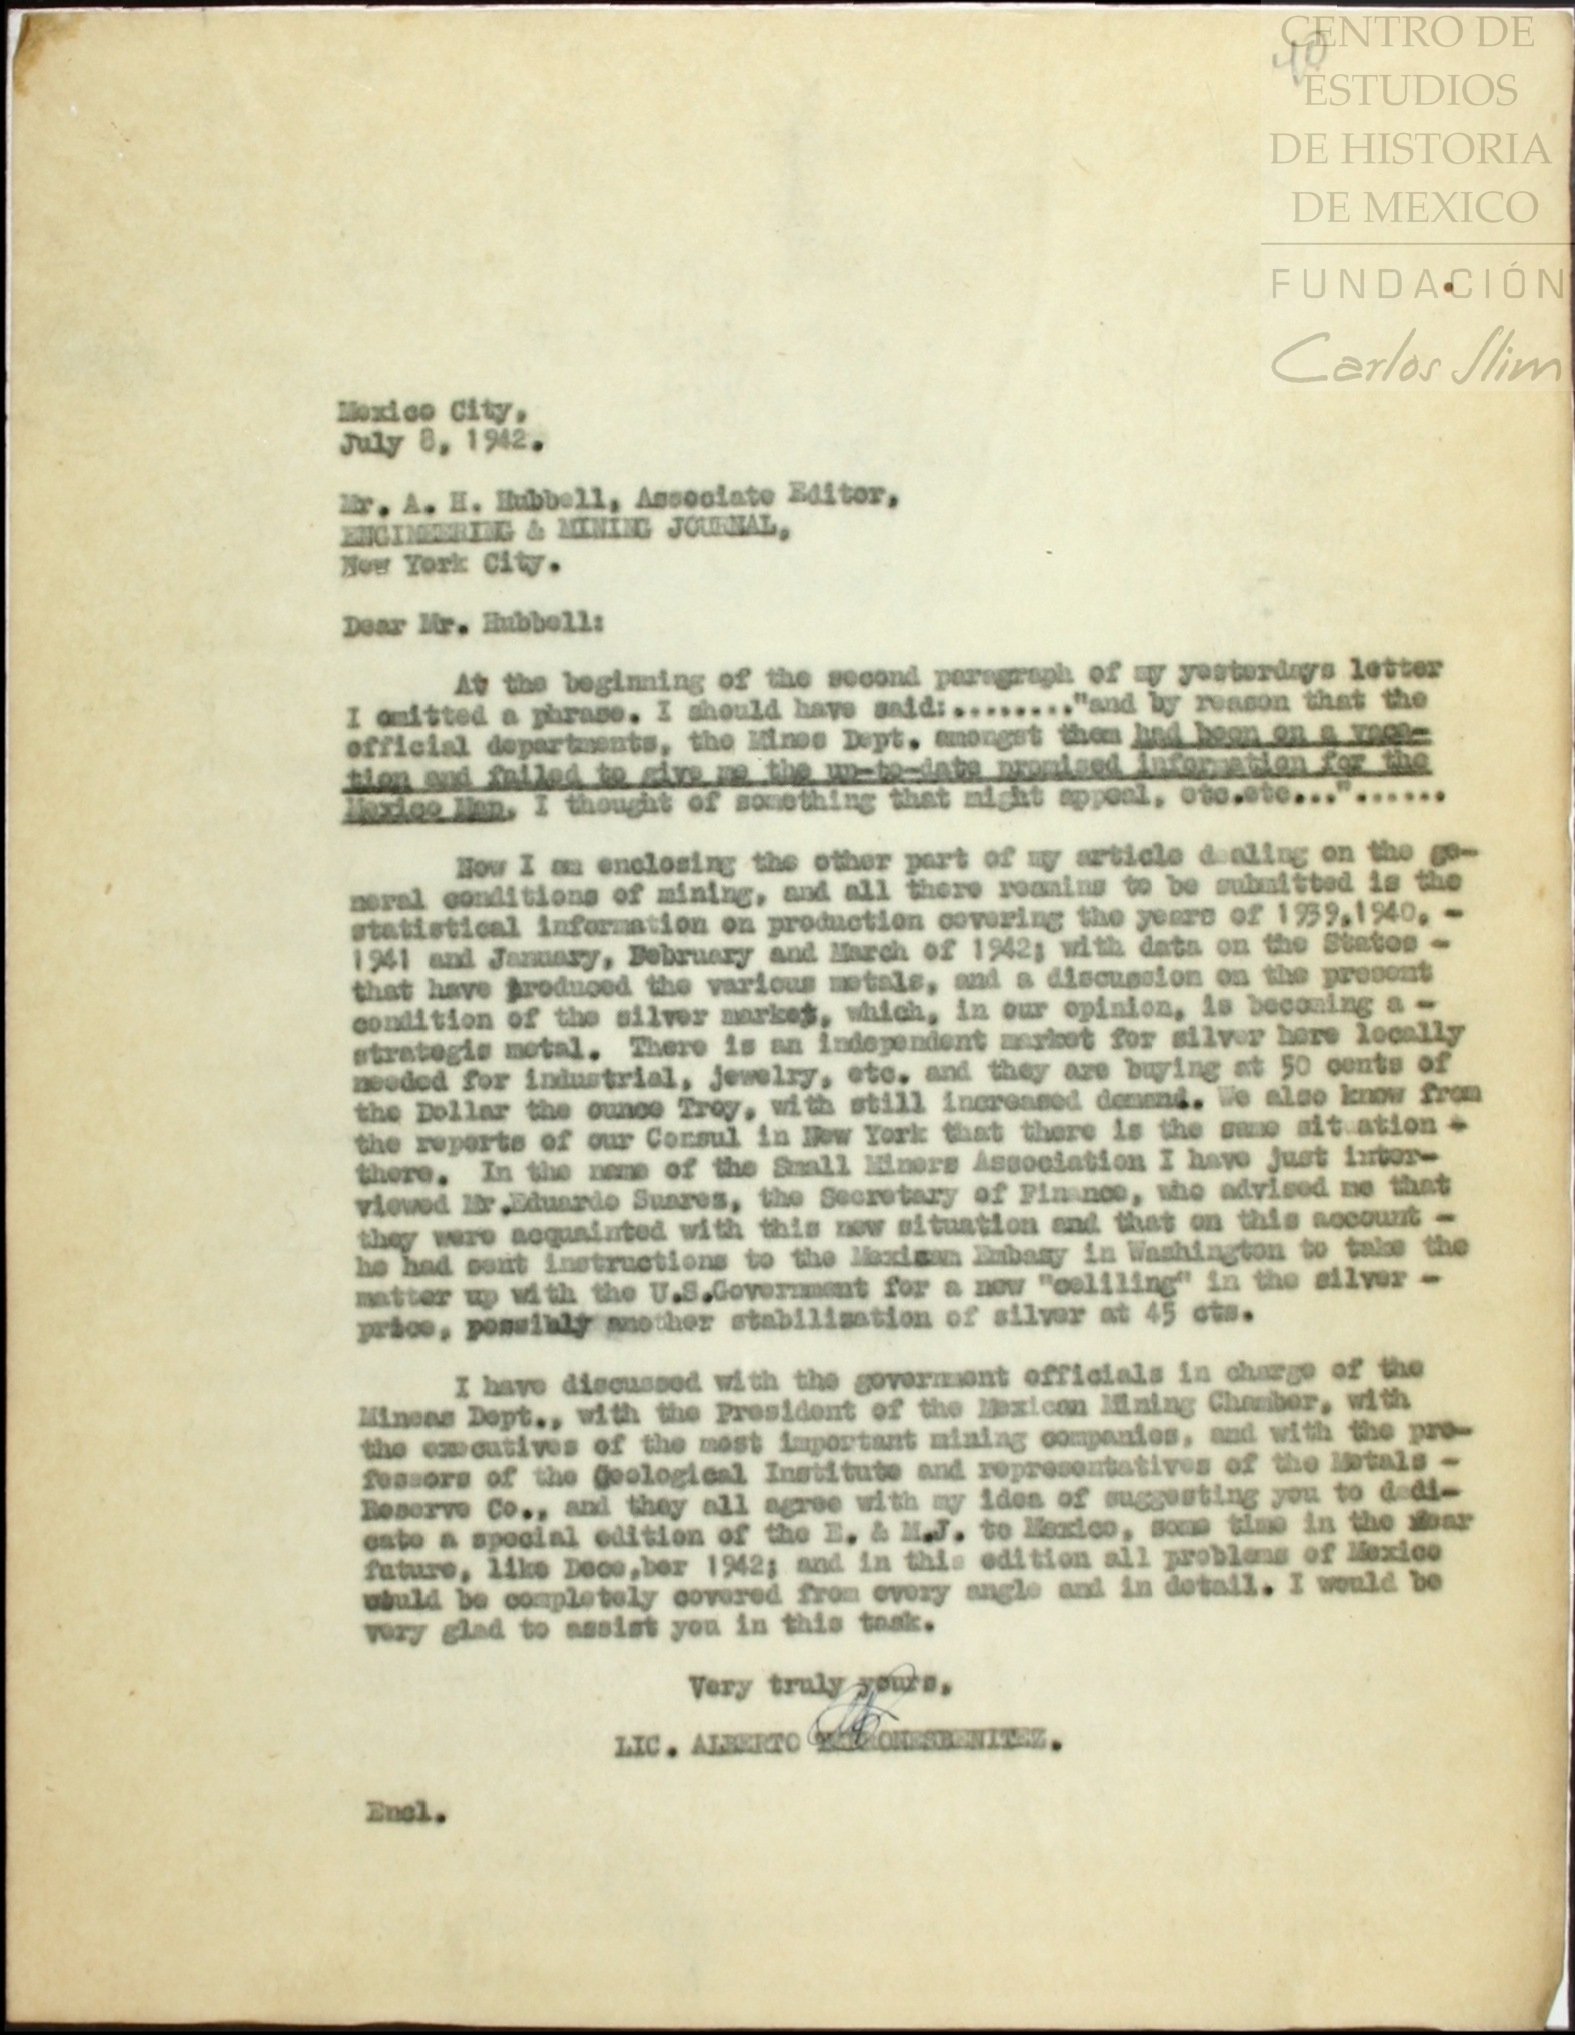 CENTRO DE
ESTUDIOS
DE HISTORIA
DE MEXICO
FUNDACIÓN
Carlos Slim
Mexico City,
July 8, 1942.
Mr. A. H. Hubbell, Associate Editor,
ENGINEERING & MINING JOURNAL,
New York City.
Dear Mr. Hubbell:
At the beginning of the second paragraph of my yesterdays letter
I omitted a phrase. I should have said:........."and by reason that the
official departments, the Mines Dept. amongst them had been on a vaca-
tion and failed to give me the up-to-date promised information for the
Mexico Man, I thought of something that might appeal, etc.etc...".......
Now I am enclosing the other part of my article dealing on the ge-
neral conditions of mining, and all there remains to be submitted is the
statistical information on production covering the years of 1939,1940, -
1941 and January, February and March of 1942; with data on the States -
that have produced the various metals, and a discussion on the present
condition of the silver market, which, in our opinion, is becoming a -
strategis metal. There is an independent market for silver here locally
needed for industrial, jewelry, etc. and they are buying at 50 cents of
the Dollar the ounce Troy, with still increased demand. We also know from
the reports of our Consul in New York that there is the same situation -
there. In the name of the Small Miners Association I have just inter-
viewed Mr.Eduardo Suarez, the Secretary of Finance, who advised me that
they were acquainted with this new situation and that on this account -
he had sent instructions to the Mexican Embasy in Washington to take the
matter up with the U.S.Government for a new "celiling" in the silver -
price, possibly another stabilization of silver at 45 cts.
I have discussed with the government officials in charge of the
Mineas Dept., with the President of the Mexican Mining Chamber, with
the executives of the most important mining companies, and with the pro-
fessors of the Geological Institute and representatives of the Metals -
Reserve Co., and they all agree with my idea of suggesting you to dedi-
cate a special edition of the E. & M.J. to Mexico, some time in the near
future, like Dece,ber 1942; and in this edition all problems of Mexico
would be completely covered from every angle and in detail. I would be
very glad to assist you in this task.
Very truly yours,
LIC. ALBERTO BENITEZ.
Encl.